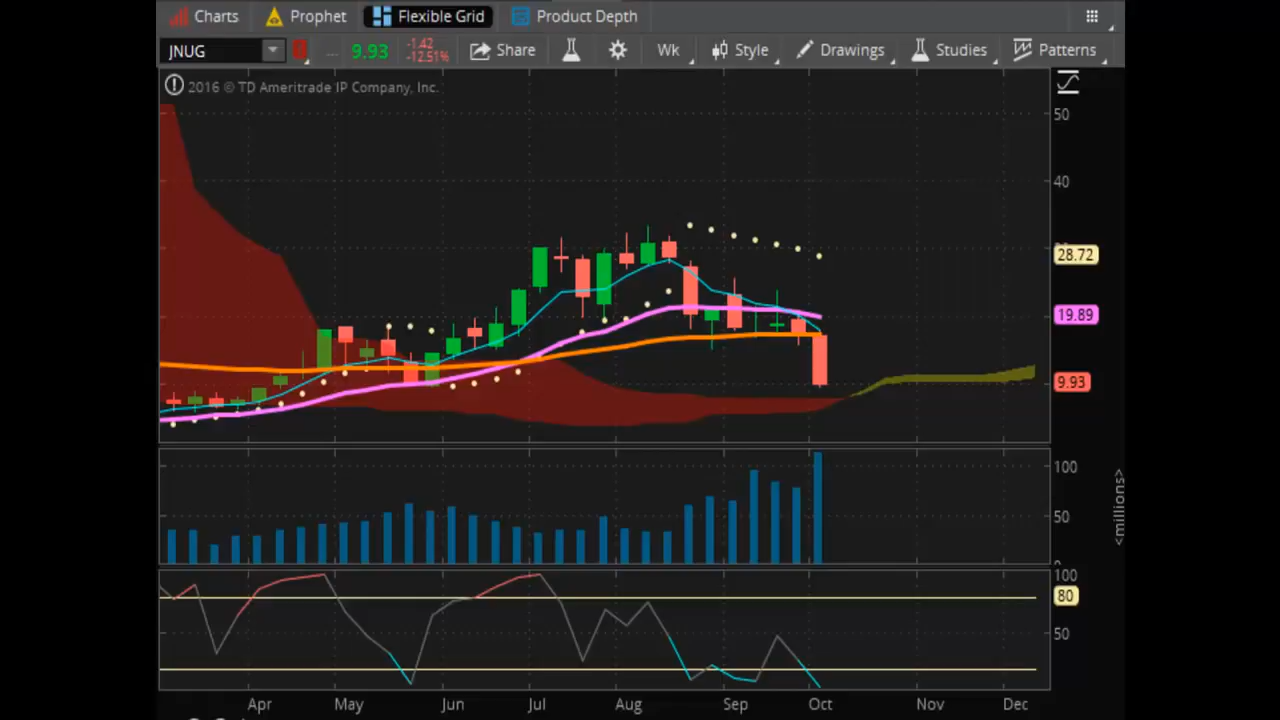 Charts Prophet Flexible Grid Product Depth
JNUG ... 9.93 -1.42 -12.51% Share Wk Style Drawings Studies Patterns
2016 © TD Ameritrade IP Company, Inc.
50
40
28.72
19.89
9.93
100
50
<millions>
100
80
50
Apr May Jun Jul Aug Sep Oct Nov Dec